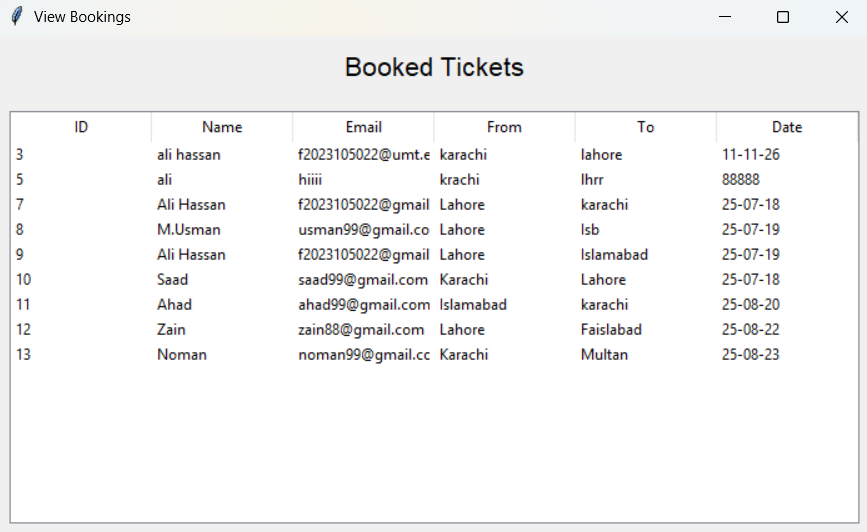 View Bookings
Booked Tickets
ID Name Email From To Date
3 ali hassan f2023105022@umt.e karachi lahore 11-11-26
5 ali hiiii krachi lhrr 88888
7 Ali Hassan f2023105022@gmail Lahore karachi 25-07-18
8 M.Usman usman99@gmail.co Lahore Isb 25-07-19
9 Ali Hassan f2023105022@gmail Lahore Islamabad 25-07-19
10 Saad saad99@gmail.com Karachi Lahore 25-07-18
11 Ahad ahad99@gmail.com Islamabad karachi 25-08-20
12 Zain zain88@gmail.com Lahore Faislabad 25-08-22
13 Noman noman99@gmail.cc Karachi Multan 25-08-23